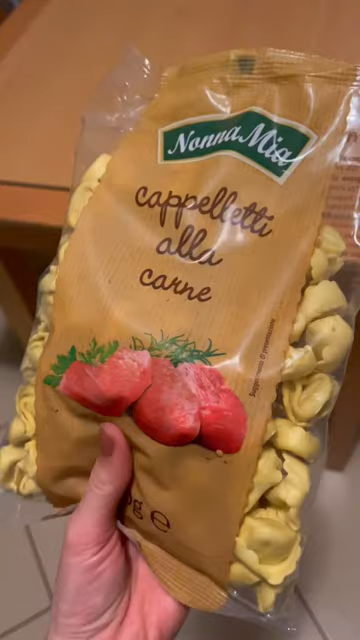 Nonna Mia
cappelletti
alla
carne
Suggerimento di presentazione
g e